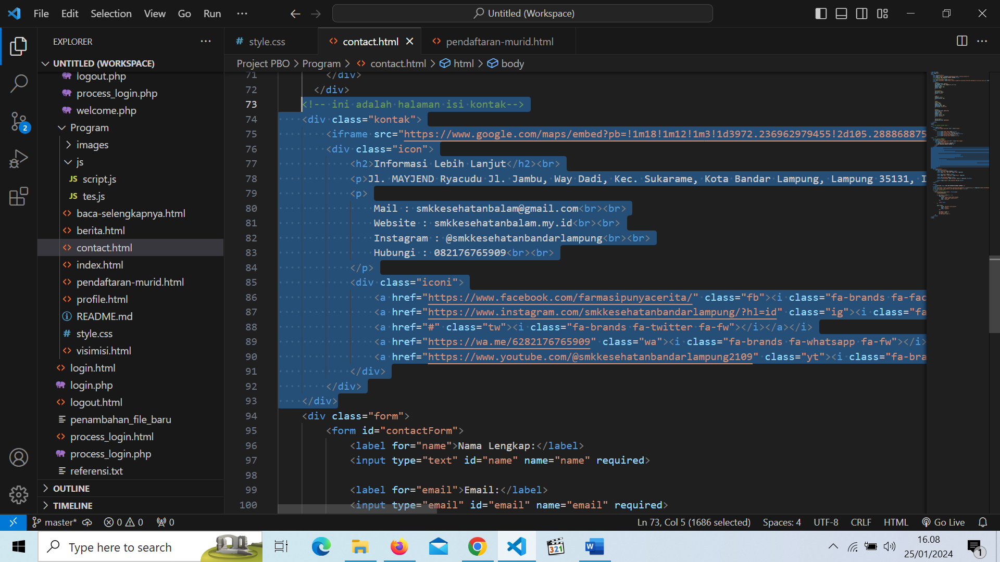 File Edit Selection View Go Run ··· Untitled (Workspace)
EXPLORER ···
# style.css contact.html pendaftaran-murid.html
UNTITLED (WORKSPACE)
Project PBO > Program > contact.html > html > body
logout.php
process_login.php
welcome.php
Program
images
js
JS script.js
JS tes.js
baca-selengkapnya.html
berita.html
contact.html
index.html
pendaftaran-murid.html
profile.html
README.md
# style.css
visimisi.html
login.html
login.php
logout.html
penambahan_file_baru
process_login.html
process_login.php
referensi.txt
OUTLINE
TIMELINE
2
71 </div>
72 </div>
73 <!-- ini adalah halaman isi kontak-->
74 <div class="kontak">
75 <iframe src="https://www.google.com/maps/embed?pb=!1m18!1m12!1m3!1d3972.236962979455!2d105.288868875
76 <div class="icon">
77 <h2>Informasi Lebih Lanjut</h2><br>
78 <p>Jl. MAYJEND Ryacudu Jl. Jambu, Way Dadi, Kec. Sukarame, Kota Bandar Lampung, Lampung 35131, I
79 <p>
80 Mail : smkkesehatanbalam@gmail.com<br><br>
81 Website : smkkesehatanbalam.my.id<br><br>
82 Instagram : @smkkesehatanbandarlampung<br><br>
83 Hubungi : 082176765909<br><br>
84 </p>
85 <div class="iconi">
86 <a href="https://www.facebook.com/farmasipunyacerita/" class="fb"><i class="fa-brands fa-fac
87 <a href="https://www.instagram.com/smkkesehatanbandarlampung/?hl=id" class="ig"><i class="fa
88 <a href="#" class="tw"><i class="fa-brands fa-twitter fa-fw"></i></a></i>
89 <a href="https://wa.me/6282176765909" class="wa"><i class="fa-brands fa-whatsapp fa-fw"></i>
90 <a href="https://www.youtube.com/@smkkesehatanbandarlampung2109" class="yt"><i class="fa-bra
91 </div>
92 </div>
93 </div>
94 <div class="form">
95 <form id="contactForm">
96 <label for="name">Nama Lengkap:</label>
97 <input type="text" id="name" name="name" required>
98
99 <label for="email">Email:</label>
100 <input type="email" id="email" name="email" required>
master* 0 0 0 Ln 73, Col 5 (1686 selected) Spaces: 4 UTF-8 CRLF HTML Go Live
Type here to search
321
W
16.08
25/01/2024
1